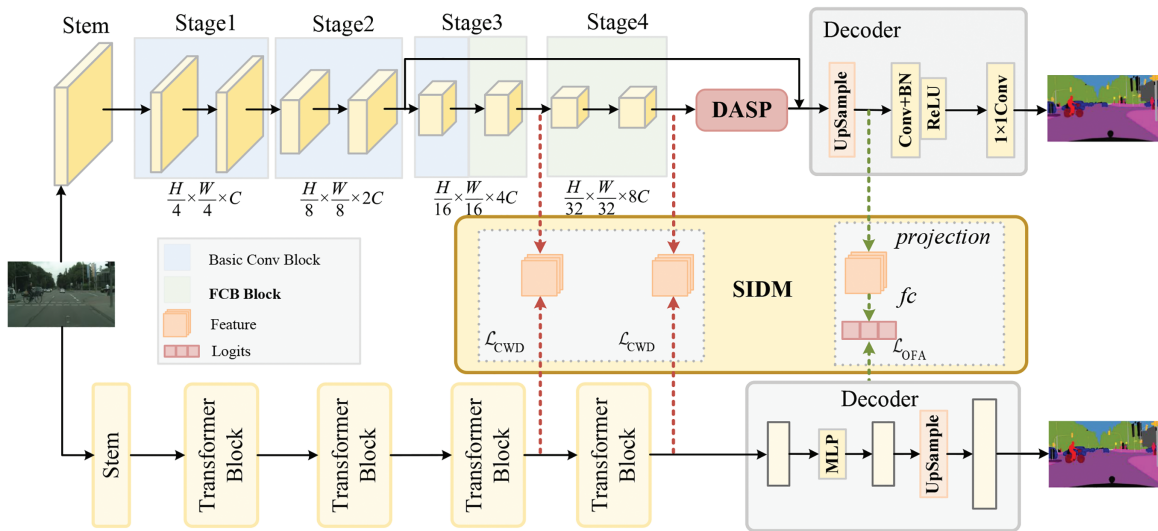 Stem
Stage1
Stage2
Stage3
Stage4
Decoder
DASP
UpSample
Conv+BN
ReLU
1×1Conv
H/4 × W/4 × C
H/8 × W/8 × 2C
H/16 × W/16 × 4C
H/32 × W/32 × 8C
Basic Conv Block
FCB Block
Feature
Logits
SIDM
projection
fc
ℒCWD
ℒCWD
ℒOFA
Stem
Transformer
Block
Transformer
Block
Transformer
Block
Transformer
Block
Decoder
MLP
UpSample